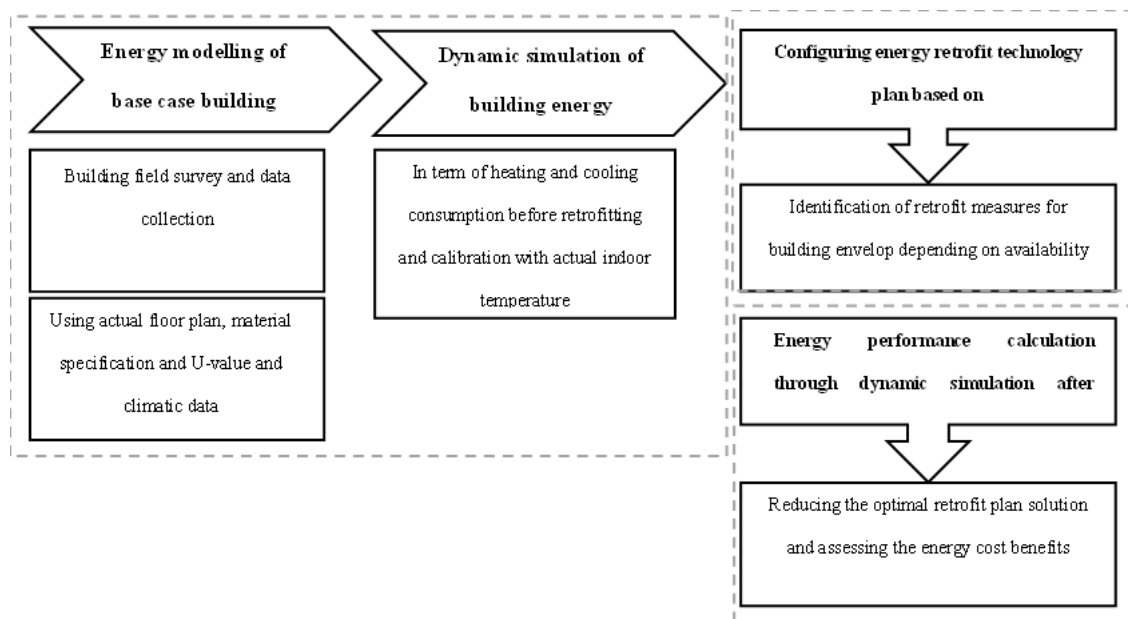 Energy modelling of
base case building
Building field survey and data
collection
Using actual floor plan, material
specification and U-value and
climatic data
Dynamic simulation of
building energy
In term of heating and cooling
consumption before retrofitting
and calibration with actual indoor
temperature
Configuring energy retrofit technology
plan based on
Identification of retrofit measures for
building envelop depending on availability
Energy performance calculation
through dynamic simulation after
Reducing the optimal retrofit plan solution
and assessing the energy cost benefits